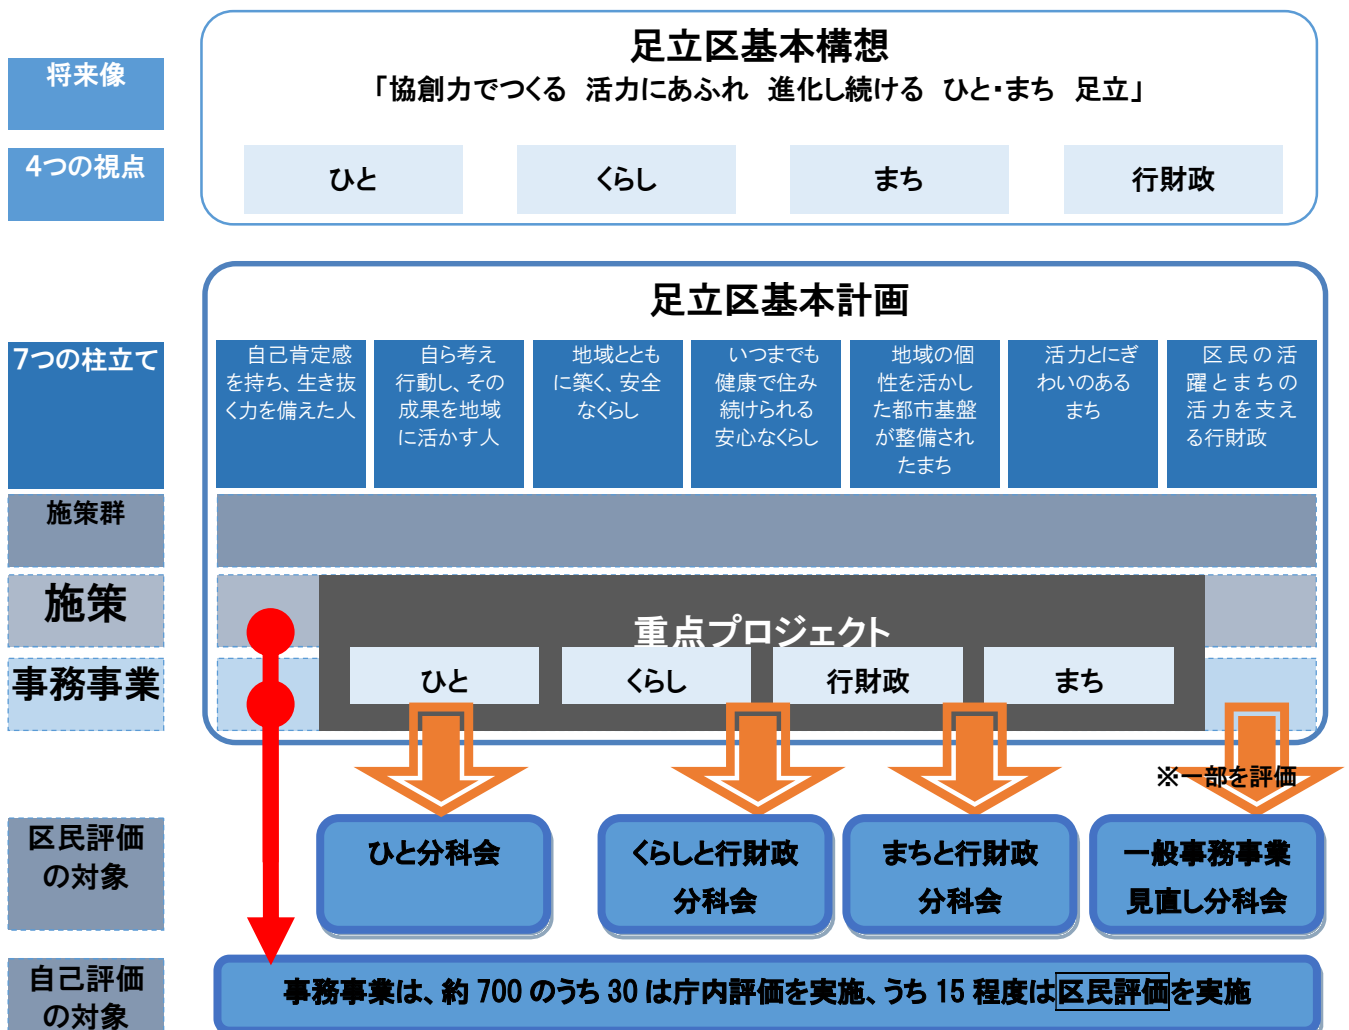 足立区基本構想
「協創力でつくる 活力にあふれ 進化し続ける ひと・まち 足立」
将来像
4つの視点
ひと
くらし
まち
行財政
足立区基本計画
7つの柱立て
自己肯定感
を持ち、生き抜
く力を備えた人
自ら考え
行動し、その
成果を地域
に活かす人
地域ととも
に築く、安全
なくらし
いつまでも
健康で住み
続けられる
安心なくらし
地域の個
性を活かし
た都市基盤
が整備され
たまち
活力とにぎ
わいのある
まち
区民の活
躍とまちの
活力を支え
る行財政
施策群
施策
事務事業
重点プロジェクト
ひと
くらし
行財政
まち
※一部を評価
区民評価
の対象
ひと分科会
くらしと行財政
分科会
まちと行財政
分科会
一般事務事業
見直し分科会
自己評価
の対象
事務事業は、約 700 のうち 30 は庁内評価を実施、うち 15 程度は区民評価を実施